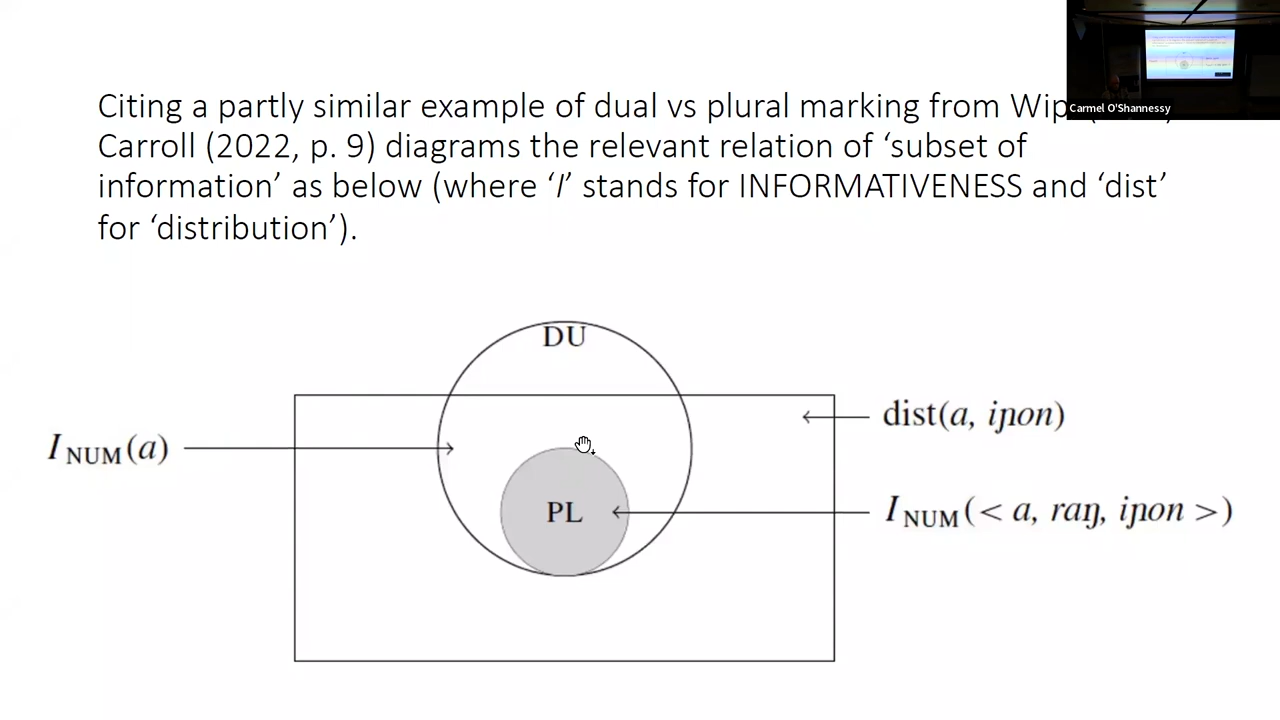 Citing a partly similar example of dual vs plural marking from
Carroll (2022, p. 9) diagrams the relevant relation of ‘subset of
information’ as below (where ‘I’ stands for INFORMATIVENESS and ‘dist’
for ‘distribution’).
Carmel O'Shannessy
DU
dist(a, iɲon)
I NUM(a)
PL
I NUM(< a, raŋ, iɲon >)